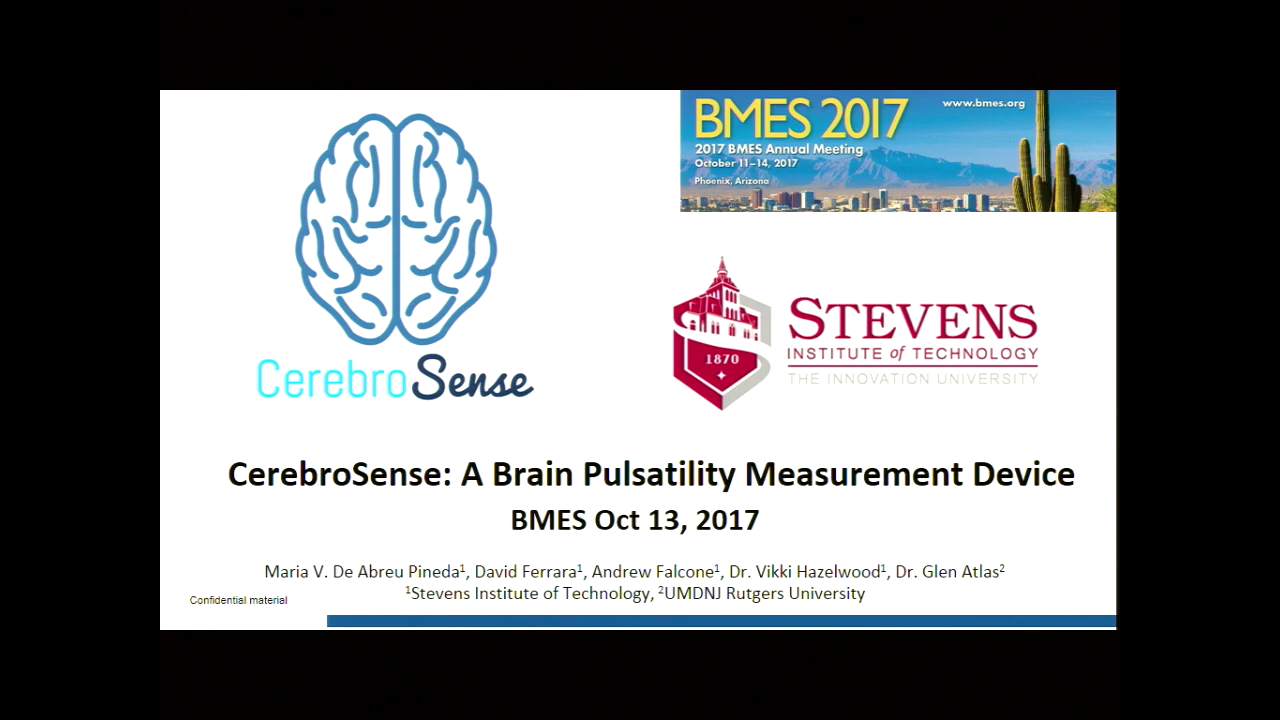 BMES 2017
www.bmes.org
2017 BMES Annual Meeting
October 11–14, 2017
Phoenix, Arizona
CerebroSense
1870
STEVENS
INSTITUTE of TECHNOLOGY
THE INNOVATION UNIVERSITY
CerebroSense: A Brain Pulsatility Measurement Device
BMES Oct 13, 2017
Maria V. De Abreu Pineda¹, David Ferrara¹, Andrew Falcone¹, Dr. Vikki Hazelwood¹, Dr. Glen Atlas²
¹Stevens Institute of Technology, ²UMDNJ Rutgers University
Confidential material